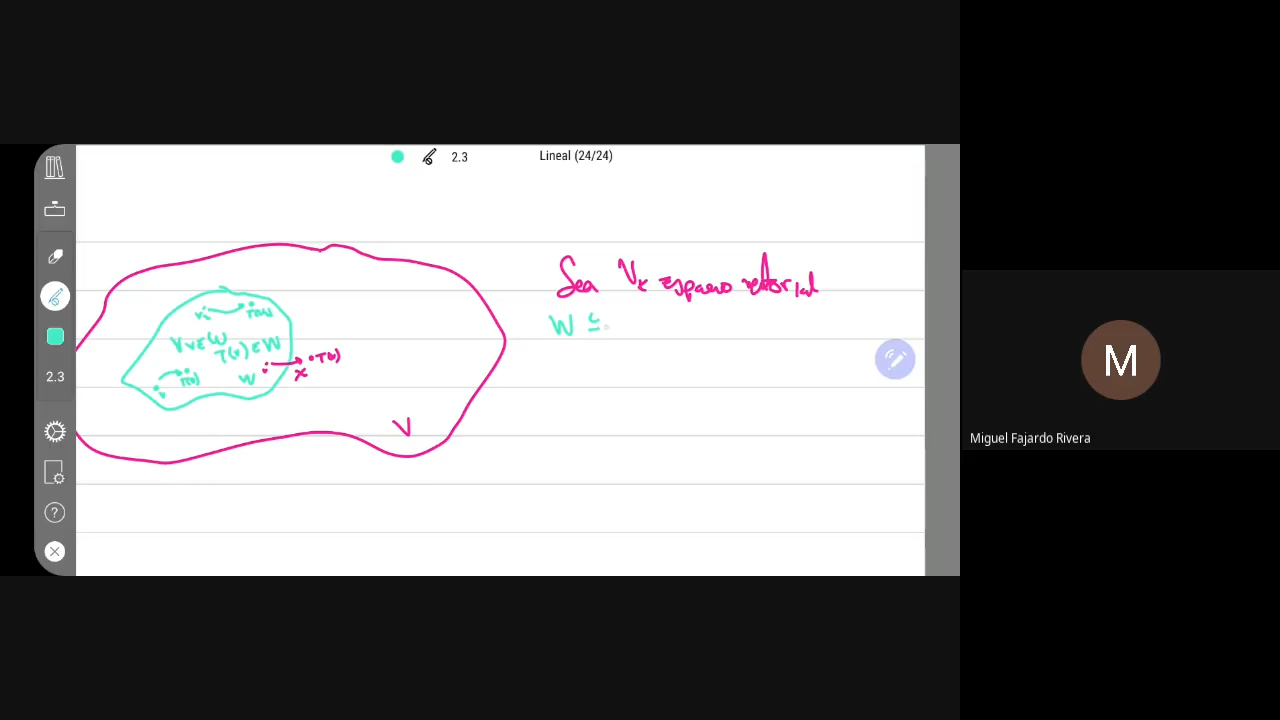 2.3 Lineal (24/24)
Sea V_K espacio vectorial
W ≤
v T(v)
∀v∈W
T(v)∈W
v T(v)
W
v T(v)
x
V
2.3
?
M
Miguel Fajardo Rivera